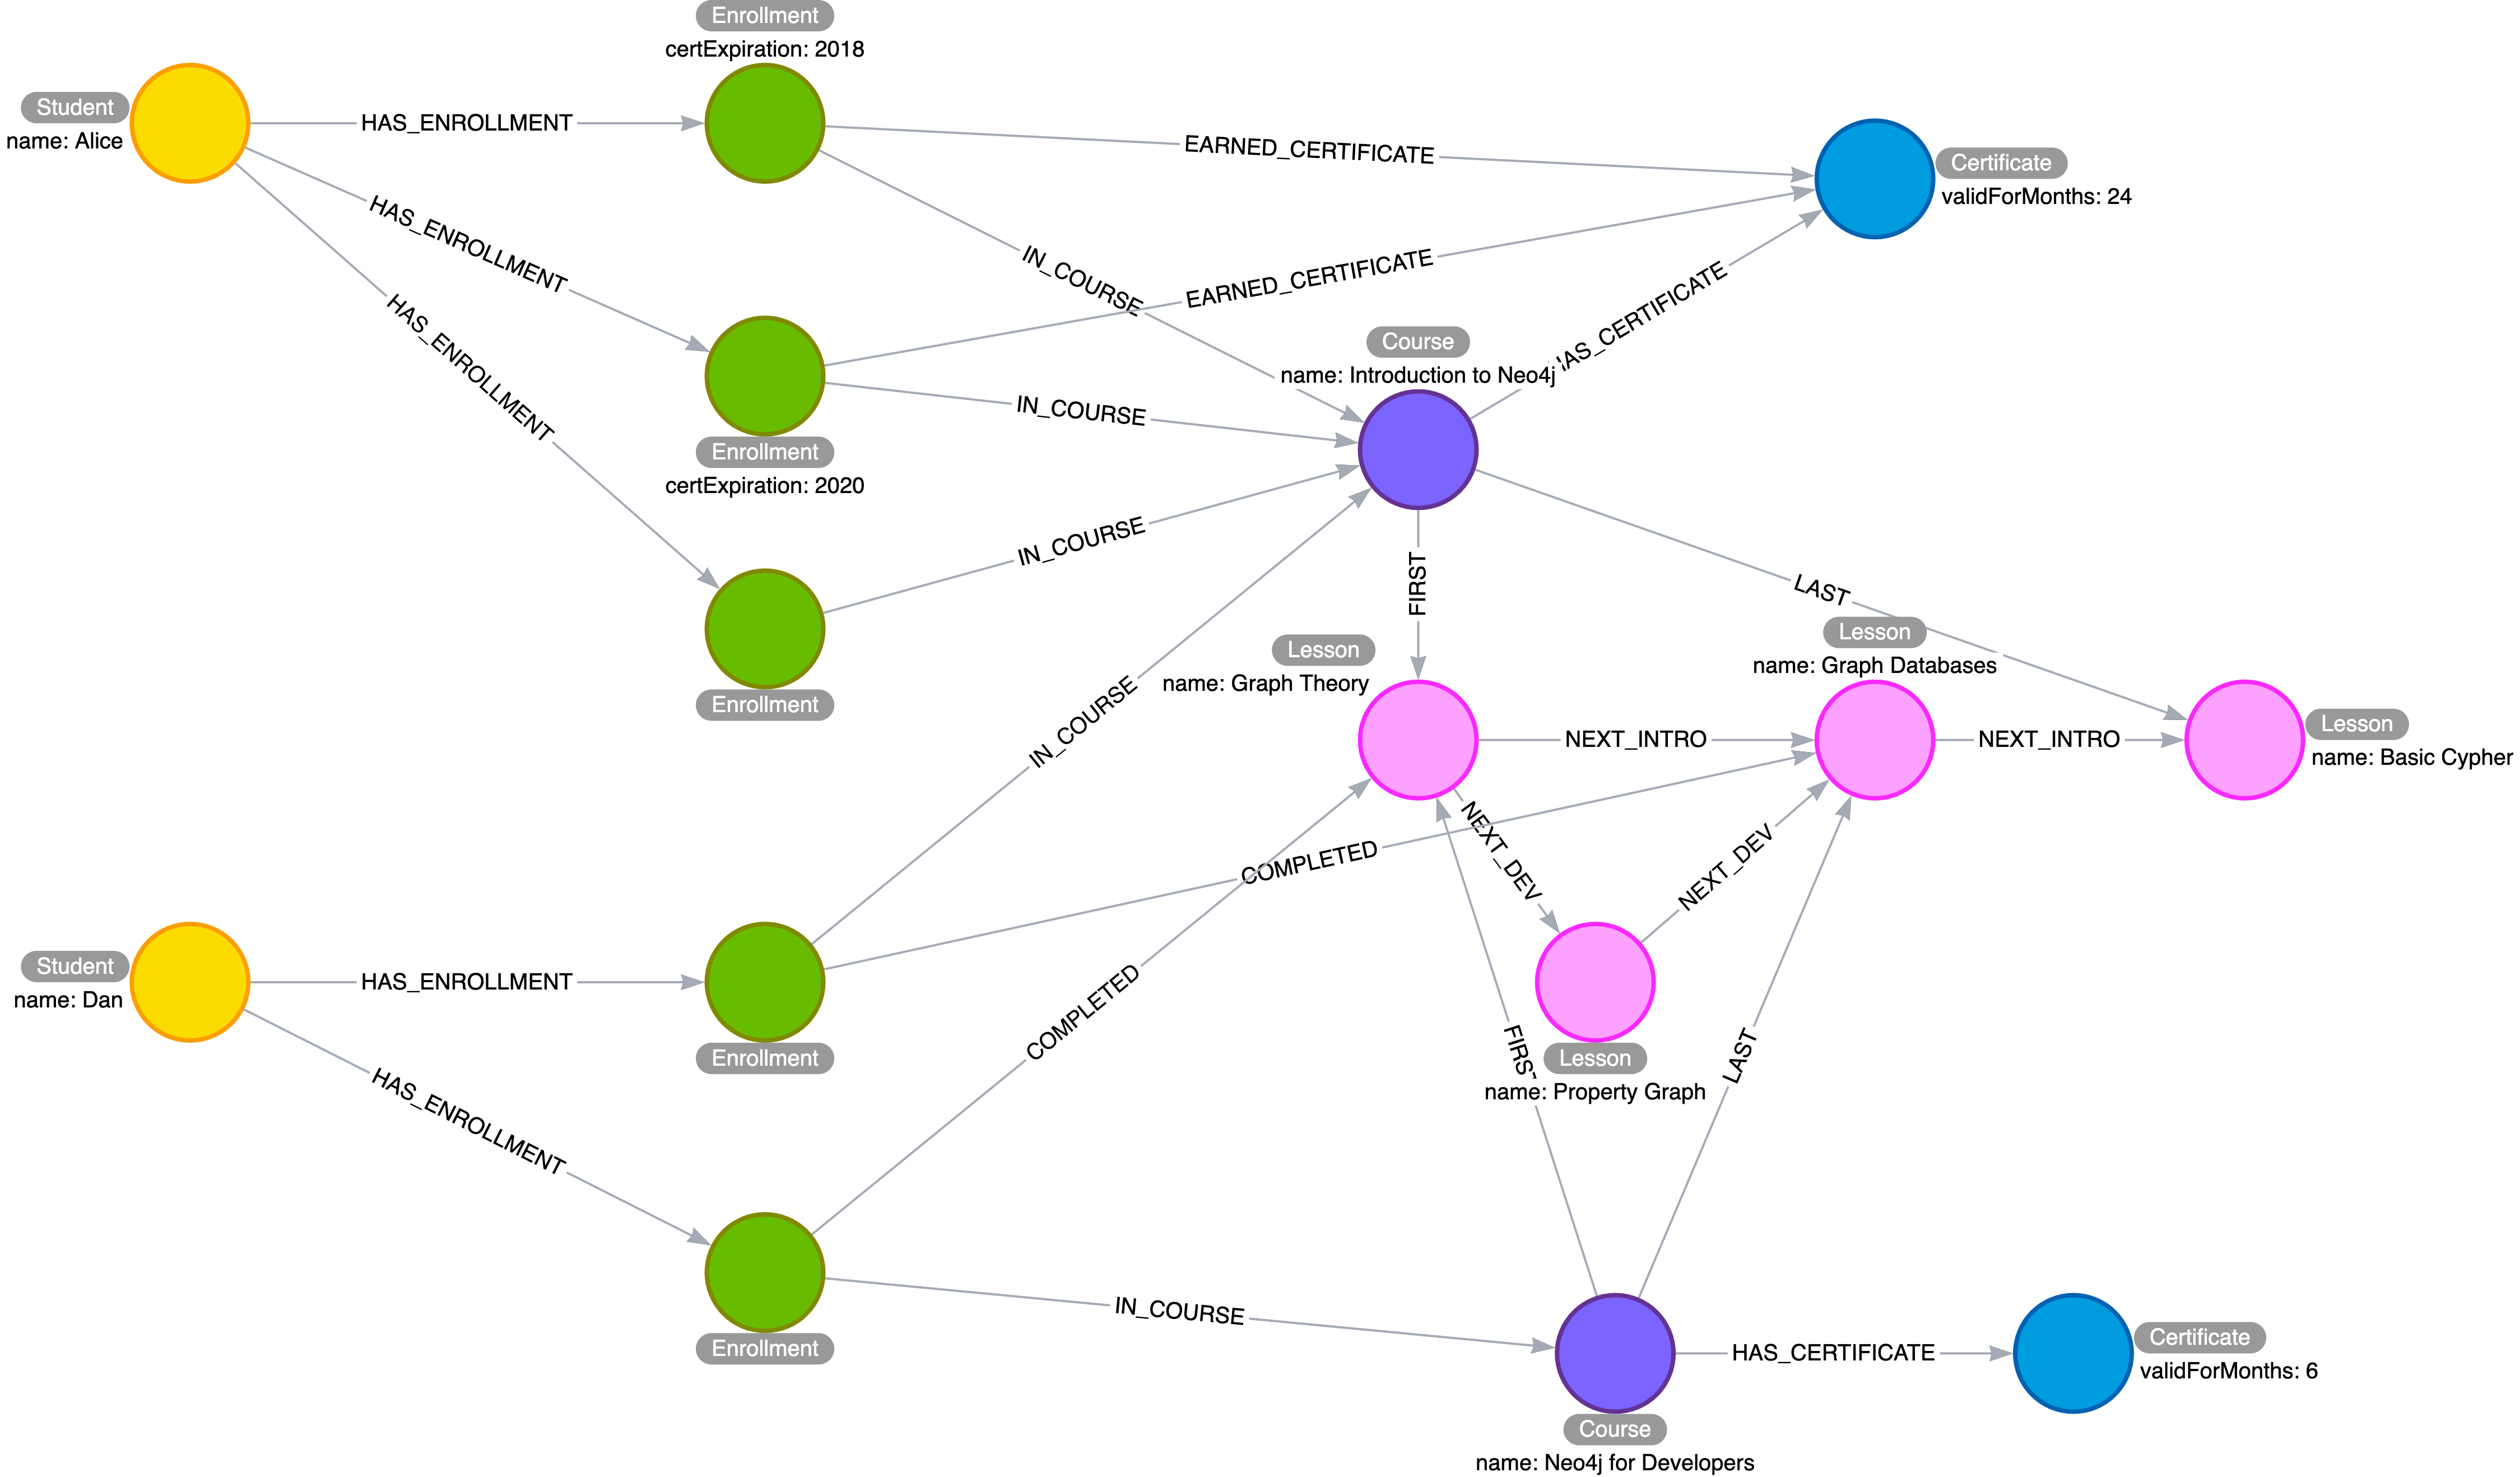 Enrollment
certExpiration: 2018
Student
name: Alice
HAS_ENROLLMENT
EARNED_CERTIFICATE
Certificate
validForMonths: 24
HAS_ENROLLMENT
IN_COURSE
EARNED_CERTIFICATE
HAS_CERTIFICATE
HAS_ENROLLMENT
Course
name: Introduction to Neo4j
IN_COURSE
Enrollment
certExpiration: 2020
IN_COURSE
FIRST
LAST
Lesson
name: Graph Theory
Lesson
name: Graph Databases
Enrollment
IN_COURSE
NEXT_INTRO
NEXT_INTRO
Lesson
name: Basic Cypher
COMPLETED
NEXT_DEV
NEXT_DEV
Student
name: Dan
HAS_ENROLLMENT
COMPLETED
Enrollment
FIRST
Lesson
name: Property Graph
LAST
HAS_ENROLLMENT
IN_COURSE
Enrollment
HAS_CERTIFICATE
Certificate
validForMonths: 6
Course
name: Neo4j for Developers